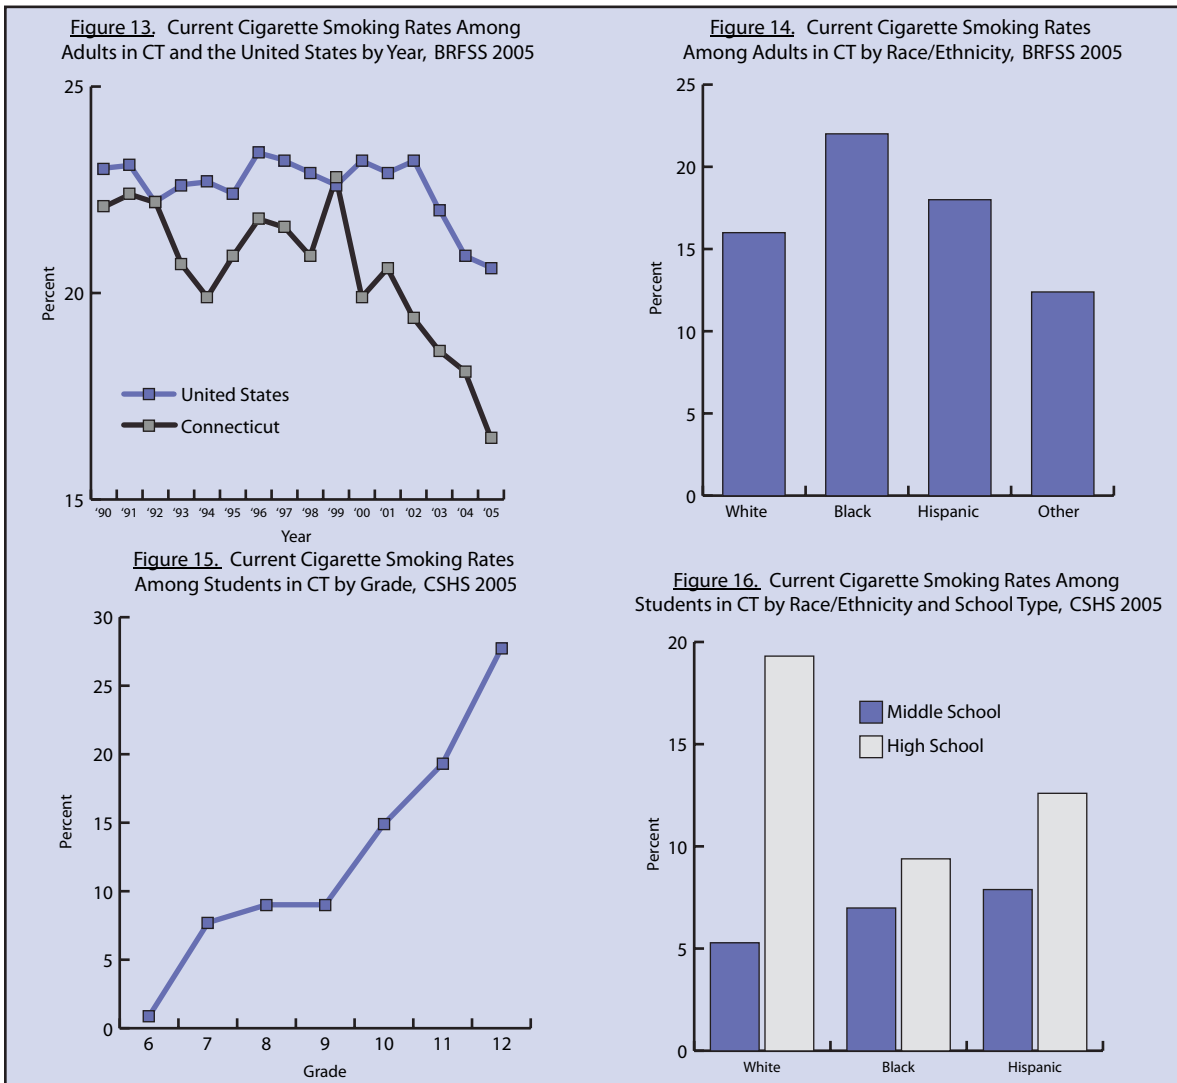 Figure 13. Current Cigarette Smoking Rates Among
Adults in CT and the United States by Year, BRFSS 2005
25
20
15
Percent
United States
Connecticut
'90 '91 '92 '93 '94 '95 '96 '97 '98 '99 '00 '01 '02 '03 '04 '05
Year
Figure 14. Current Cigarette Smoking Rates
Among Adults in CT by Race/Ethnicity, BRFSS 2005
25
20
15
10
5
0
Percent
White Black Hispanic Other
Figure 15. Current Cigarette Smoking Rates
Among Students in CT by Grade, CSHS 2005
30
25
20
15
10
5
0
Percent
6 7 8 9 10 11 12
Grade
Figure 16. Current Cigarette Smoking Rates Among
Students in CT by Race/Ethnicity and School Type, CSHS 2005
20
15
10
5
0
Percent
Middle School
High School
White Black Hispanic